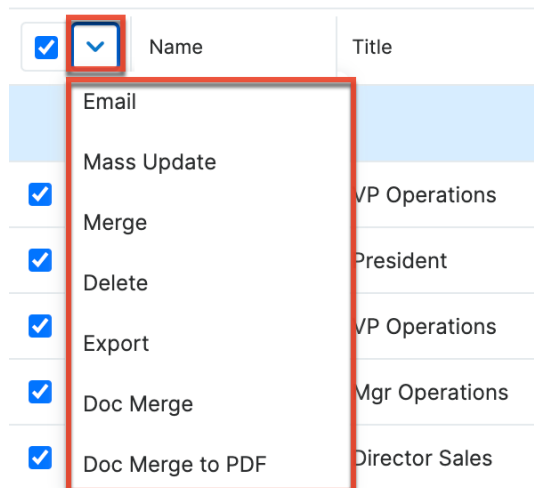 Name Title
Email
Mass Update
VP Operations
Merge
President
Delete
VP Operations
Export
Mgr Operations
Doc Merge
Director Sales
Doc Merge to PDF